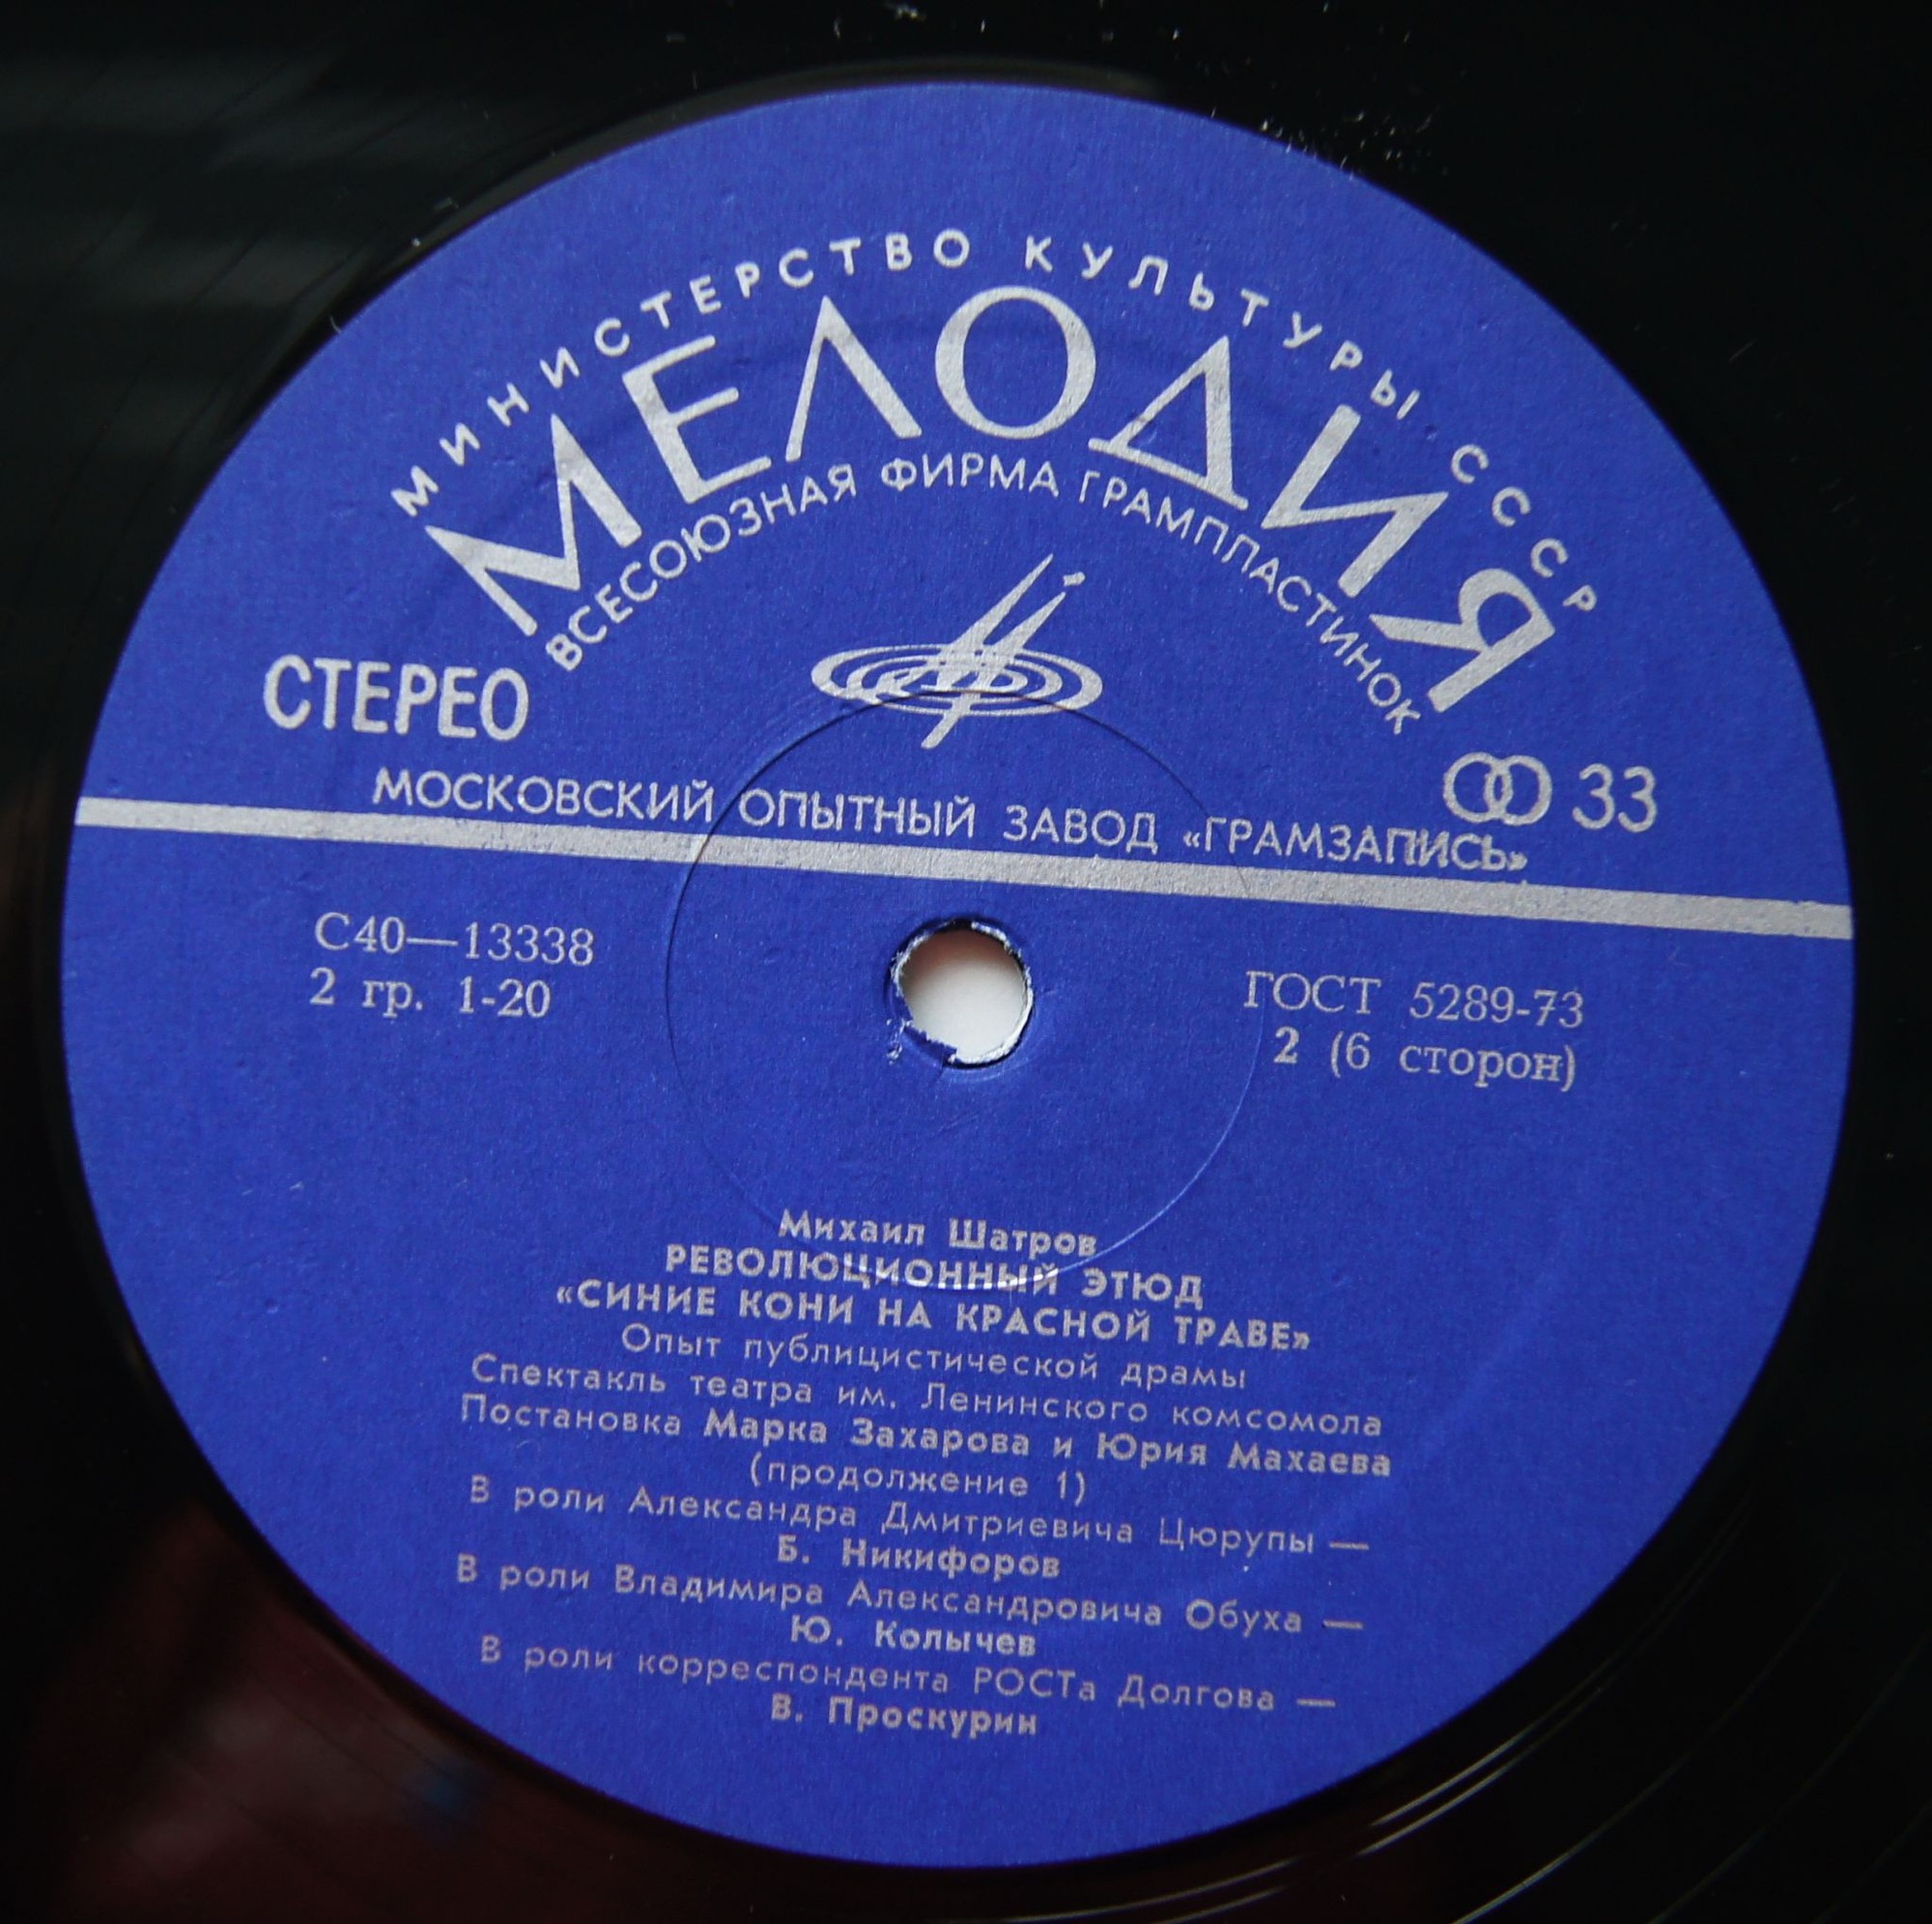 МИНИСТЕРСТВО КУЛЬТУРЫ СССР
МЕЛОДИЯ
ВСЕСОЮЗНАЯ ФИРМА ГРАМПЛАСТИНОК
СТЕРЕО
33
МОСКОВСКИЙ ОПЫТНЫЙ ЗАВОД «ГРАМЗАПИСЬ»
С40—13338
2 гр. 1-20
ГОСТ 5289-73
2 (6 сторон)
Михаил Шатров
РЕВОЛЮЦИОННЫЙ ЭТЮД
«СИНИЕ КОНИ НА КРАСНОЙ ТРАВЕ»
Опыт публицистической драмы
Спектакль театра им. Ленинского комсомола
Постановка Марка Захарова и Юрия Махаева
(продолжение 1)
В роли Александра Дмитриевича Цюрупы —
Б. Никифоров
В роли Владимира Александровича Обуха —
Ю. Колычев
В роли корреспондента РОСТа Долгова —
В. Проскурин